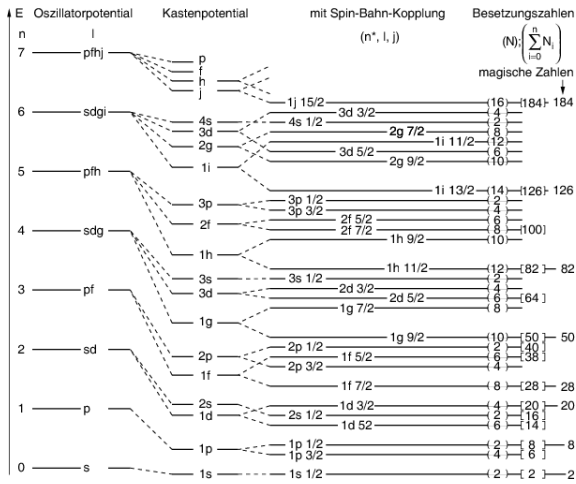 E Oszillatorpotential Kastenpotential mit Spin-Bahn-Kopplung Besetzungszahlen
n l (n*, l, j) (N); ( n ∑ i=0 Ni )
magische Zahlen
7 pfhj p
f
h
j
1j 15/2 (16) [184] 184
3d 3/2 (4)
6 sdgi 4s 4s 1/2 (2)
3d 2g 7/2 (8)
2g 1i 11/2 (12)
3d 5/2 (6)
1i 2g 9/2 (10)
5 pfh
1i 13/2 (14) [126] 126
3p 3p 1/2 (2)
3p 3/2 (4)
2f 2f 5/2 (6)
2f 7/2 (8) [100]
4 sdg 1h 9/2 (10)
1h
1h 11/2 (12) [82] 82
3s 3s 1/2 (2)
3 pf 3d 2d 3/2 (4)
2d 5/2 (6) [64]
1g 7/2 (8)
1g
1g 9/2 (10) [50] 50
2 sd 2p 2p 1/2 (2) [40]
1f 5/2 (6) [38]
2p 3/2 (4)
1f
1f 7/2 (8) [28] 28
2s 1d 3/2 (4) [20] 20
1 p 1d 2s 1/2 (2) [16]
1d 52 (6) [14]
1p 1p 1/2 (2) [8] 8
1p 3/2 (4) [6]
0 s 1s 1s 1/2 (2) [2] 2